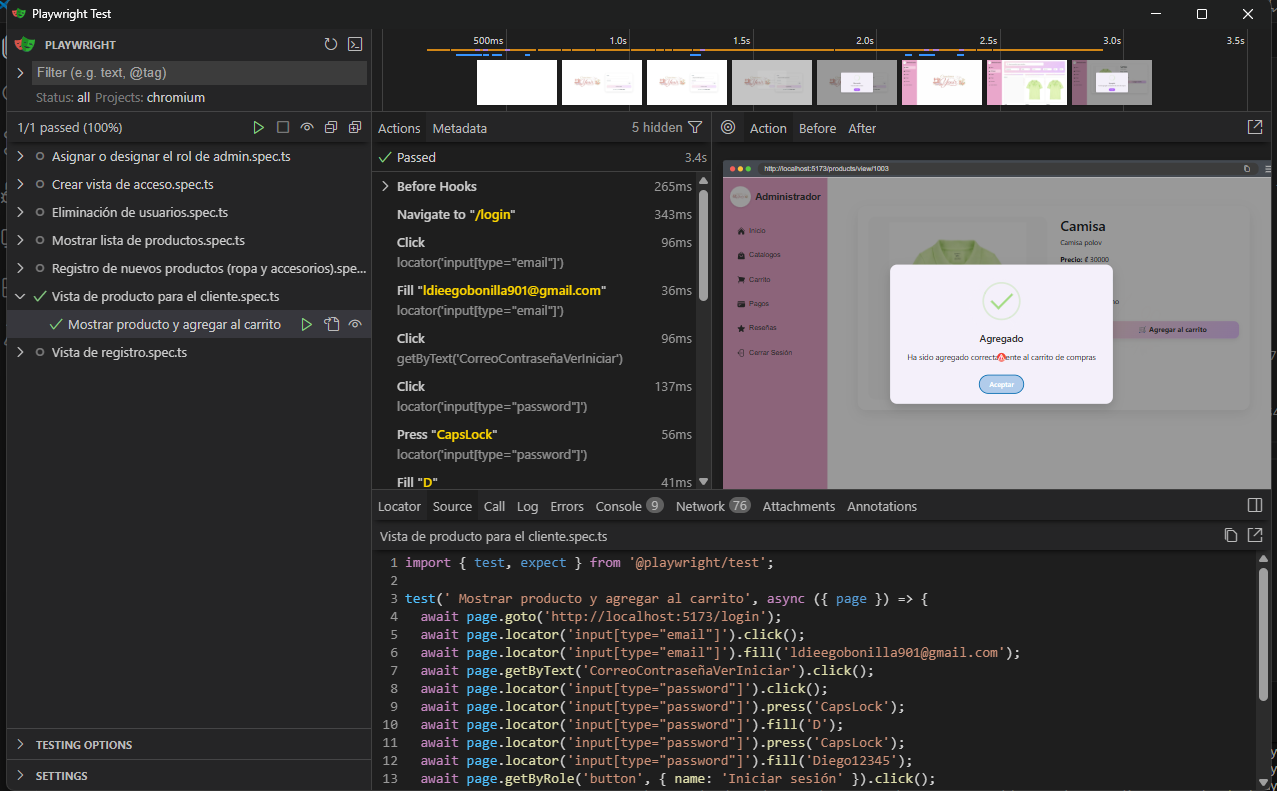 Playwright Test
PLAYWRIGHT
Filter (e.g. text, @tag)
Status: all Projects: chromium
1/1 passed (100%)
Asignar o designar el rol de admin.spec.ts
Crear vista de acceso.spec.ts
Eliminación de usuarios.spec.ts
Mostrar lista de productos.spec.ts
Registro de nuevos productos (ropa y accesorios).spe...
Vista de producto para el cliente.spec.ts
Mostrar producto y agregar al carrito
Vista de registro.spec.ts
TESTING OPTIONS
SETTINGS
500ms 1.0s 1.5s 2.0s 2.5s 3.0s 3.5s
Actions Metadata 5 hidden
Passed 3.4s
Before Hooks 265ms
Navigate to "/login" 343ms
Click 96ms
locator('input[type="email"]')
Fill "ldieegobonilla901@gmail.com" 36ms
locator('input[type="email"]')
Click 96ms
getByText('CorreoContraseñaVerIniciar')
Click 137ms
locator('input[type="password"]')
Press "CapsLock" 56ms
locator('input[type="password"]')
Fill "D" 41ms
Action Before After
http://localhost:5173/products/view/1003
Administrador
Inicio
Catalogos
Carrito
Pagos
Reseñas
Cerrar Sesión
Camisa
Camisa polov
Precio: ₡ 30000
Agregar al carrito
Agregado
Ha sido agregado correctamente al carrito de compras
Aceptar
Locator Source Call Log Errors Console 9 Network 76 Attachments Annotations
Vista de producto para el cliente.spec.ts
1 import { test, expect } from '@playwright/test';
2
3 test(' Mostrar producto y agregar al carrito', async ({ page }) => {
4 await page.goto('http://localhost:5173/login');
5 await page.locator('input[type="email"]').click();
6 await page.locator('input[type="email"]').fill('ldieegobonilla901@gmail.com');
7 await page.getByText('CorreoContraseñaVerIniciar').click();
8 await page.locator('input[type="password"]').click();
9 await page.locator('input[type="password"]').press('CapsLock');
10 await page.locator('input[type="password"]').fill('D');
11 await page.locator('input[type="password"]').press('CapsLock');
12 await page.locator('input[type="password"]').fill('Diego12345');
13 await page.getByRole('button', { name: 'Iniciar sesión' }).click();